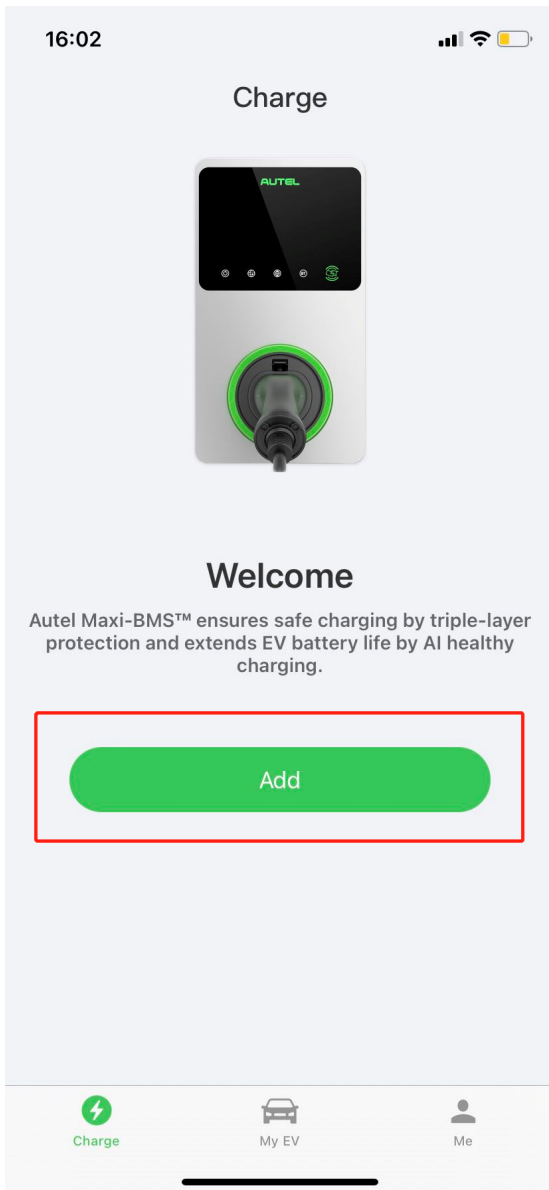 16:02
Charge
AUTEL
Welcome
Autel Maxi-BMS™ ensures safe charging by triple-layer
protection and extends EV battery life by AI healthy
charging.
Add
Charge
My EV
Me